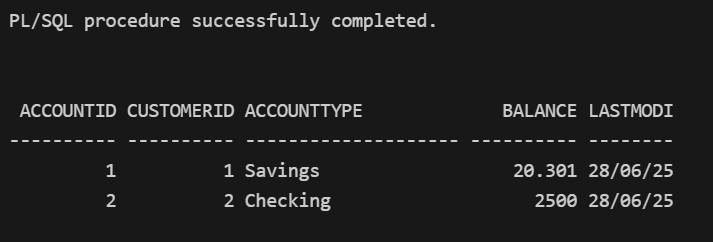 PL/SQL procedure successfully completed.
ACCOUNTID CUSTOMERID ACCOUNTTYPE BALANCE LASTMODI
---------- ---------- -------------------- ---------- --------
1 1 Savings 20.301 28/06/25
2 2 Checking 2500 28/06/25